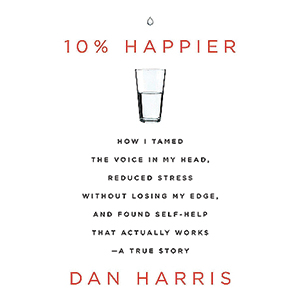 10% HAPPIER
HOW I TAMED
THE VOICE IN MY HEAD,
REDUCED STRESS
WITHOUT LOSING MY EDGE,
AND FOUND SELF-HELP
THAT ACTUALLY WORKS
—A TRUE STORY
DAN HARRIS